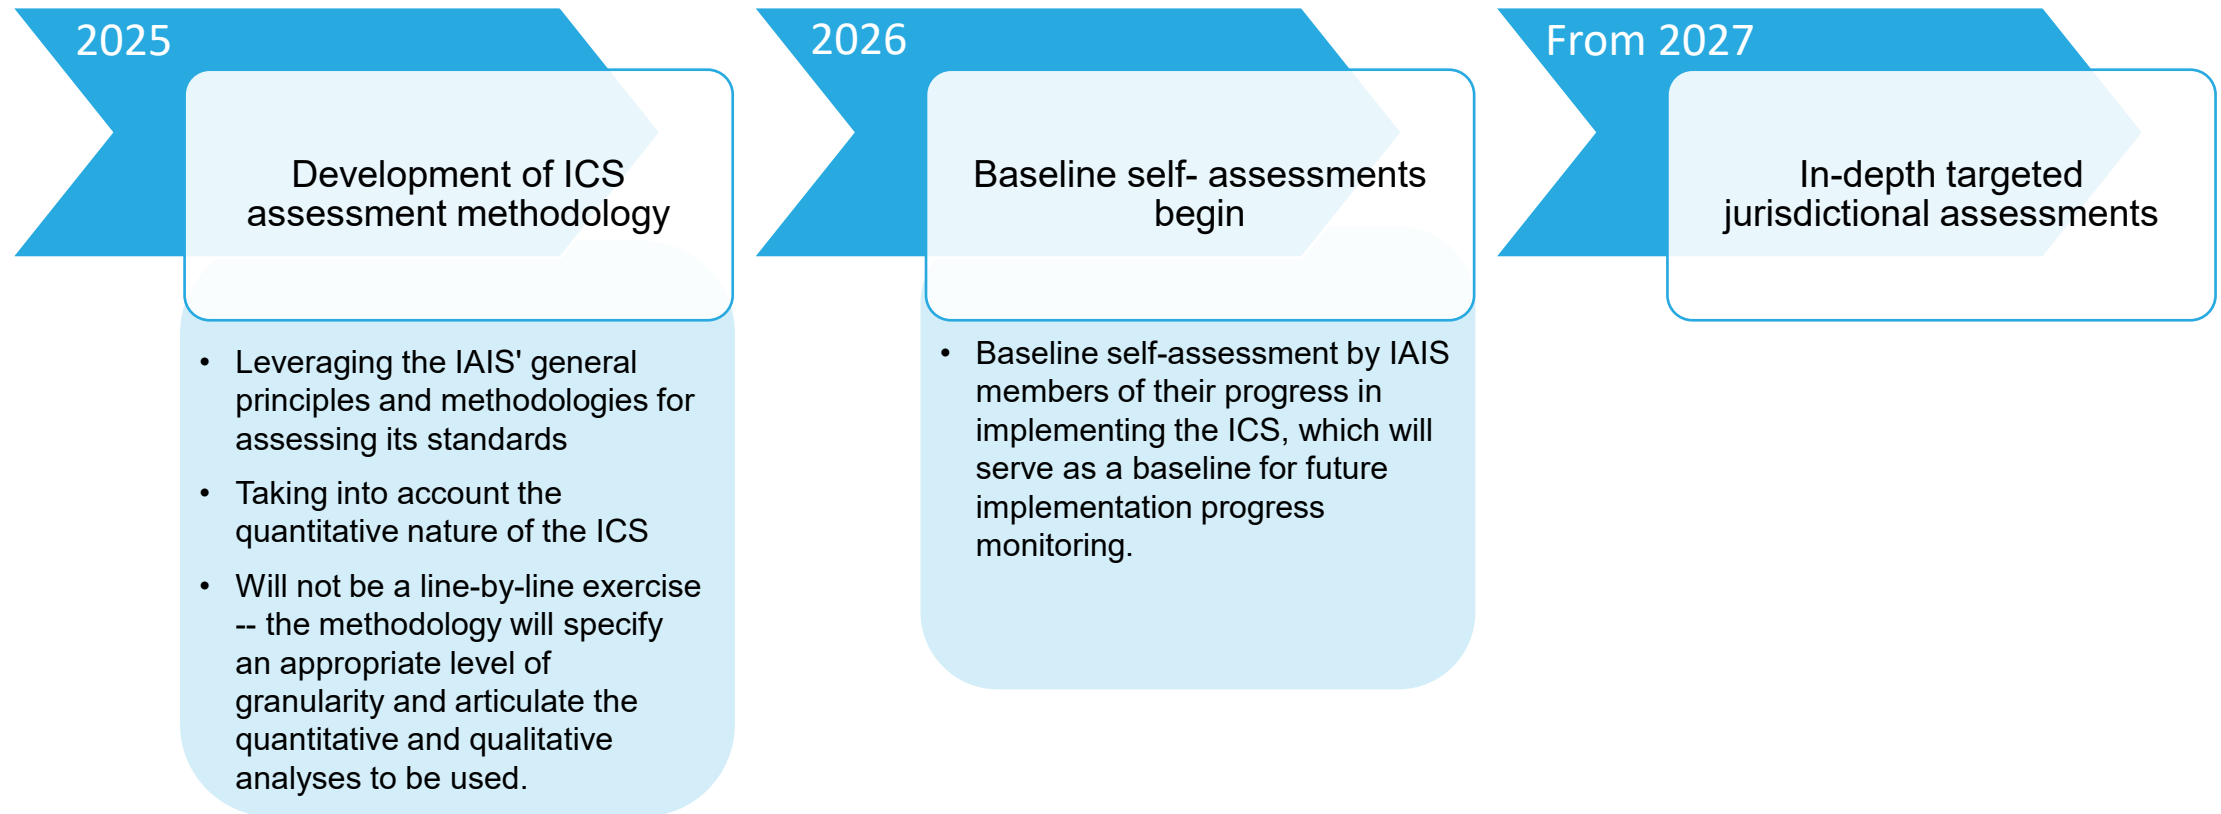 2025
Development of ICS
assessment methodology
• Leveraging the IAIS' general
principles and methodologies for
assessing its standards
• Taking into account the
quantitative nature of the ICS
• Will not be a line-by-line exercise
-- the methodology will specify
an appropriate level of
granularity and articulate the
quantitative and qualitative
analyses to be used.
2026
Baseline self- assessments
begin
• Baseline self-assessment by IAIS
members of their progress in
implementing the ICS, which will
serve as a baseline for future
implementation progress
monitoring.
From 2027
In-depth targeted
jurisdictional assessments